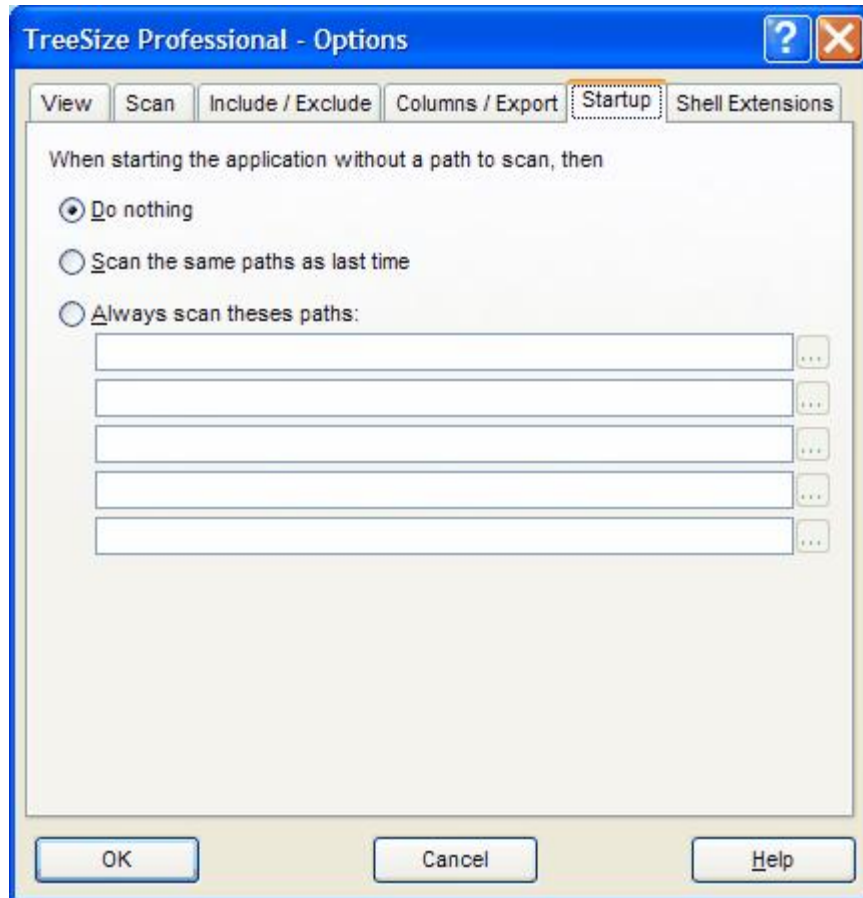 TreeSize Professional - Options
?
View Scan Include / Exclude Columns / Export Startup Shell Extensions
When starting the application without a path to scan, then
Do nothing
Scan the same paths as last time
Always scan theses paths:
...
...
...
...
...
OK Cancel Help